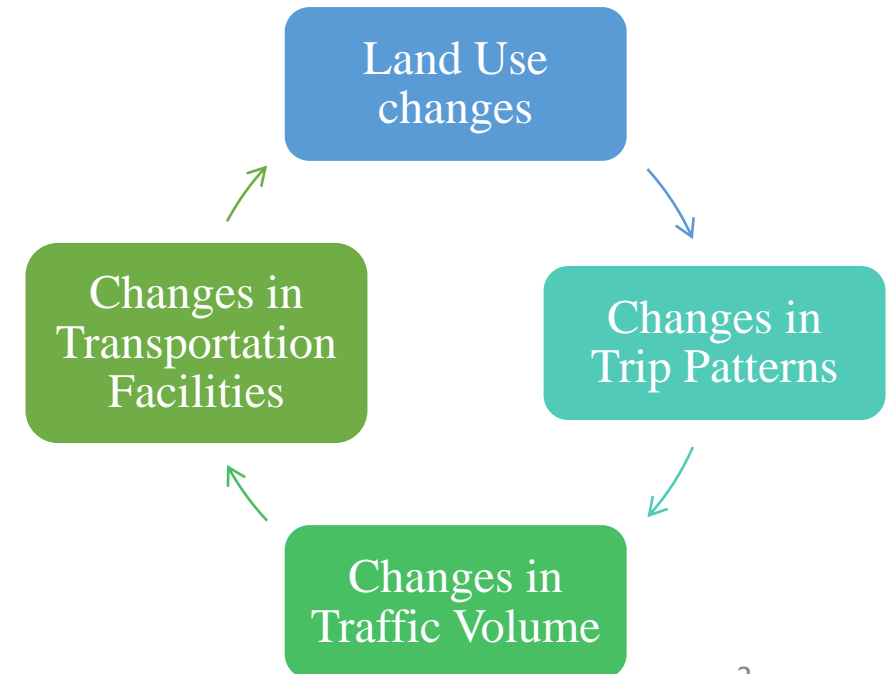 Land Use
changes
Changes in
Trip Patterns
Changes in
Traffic Volume
Changes in
Transportation
Facilities